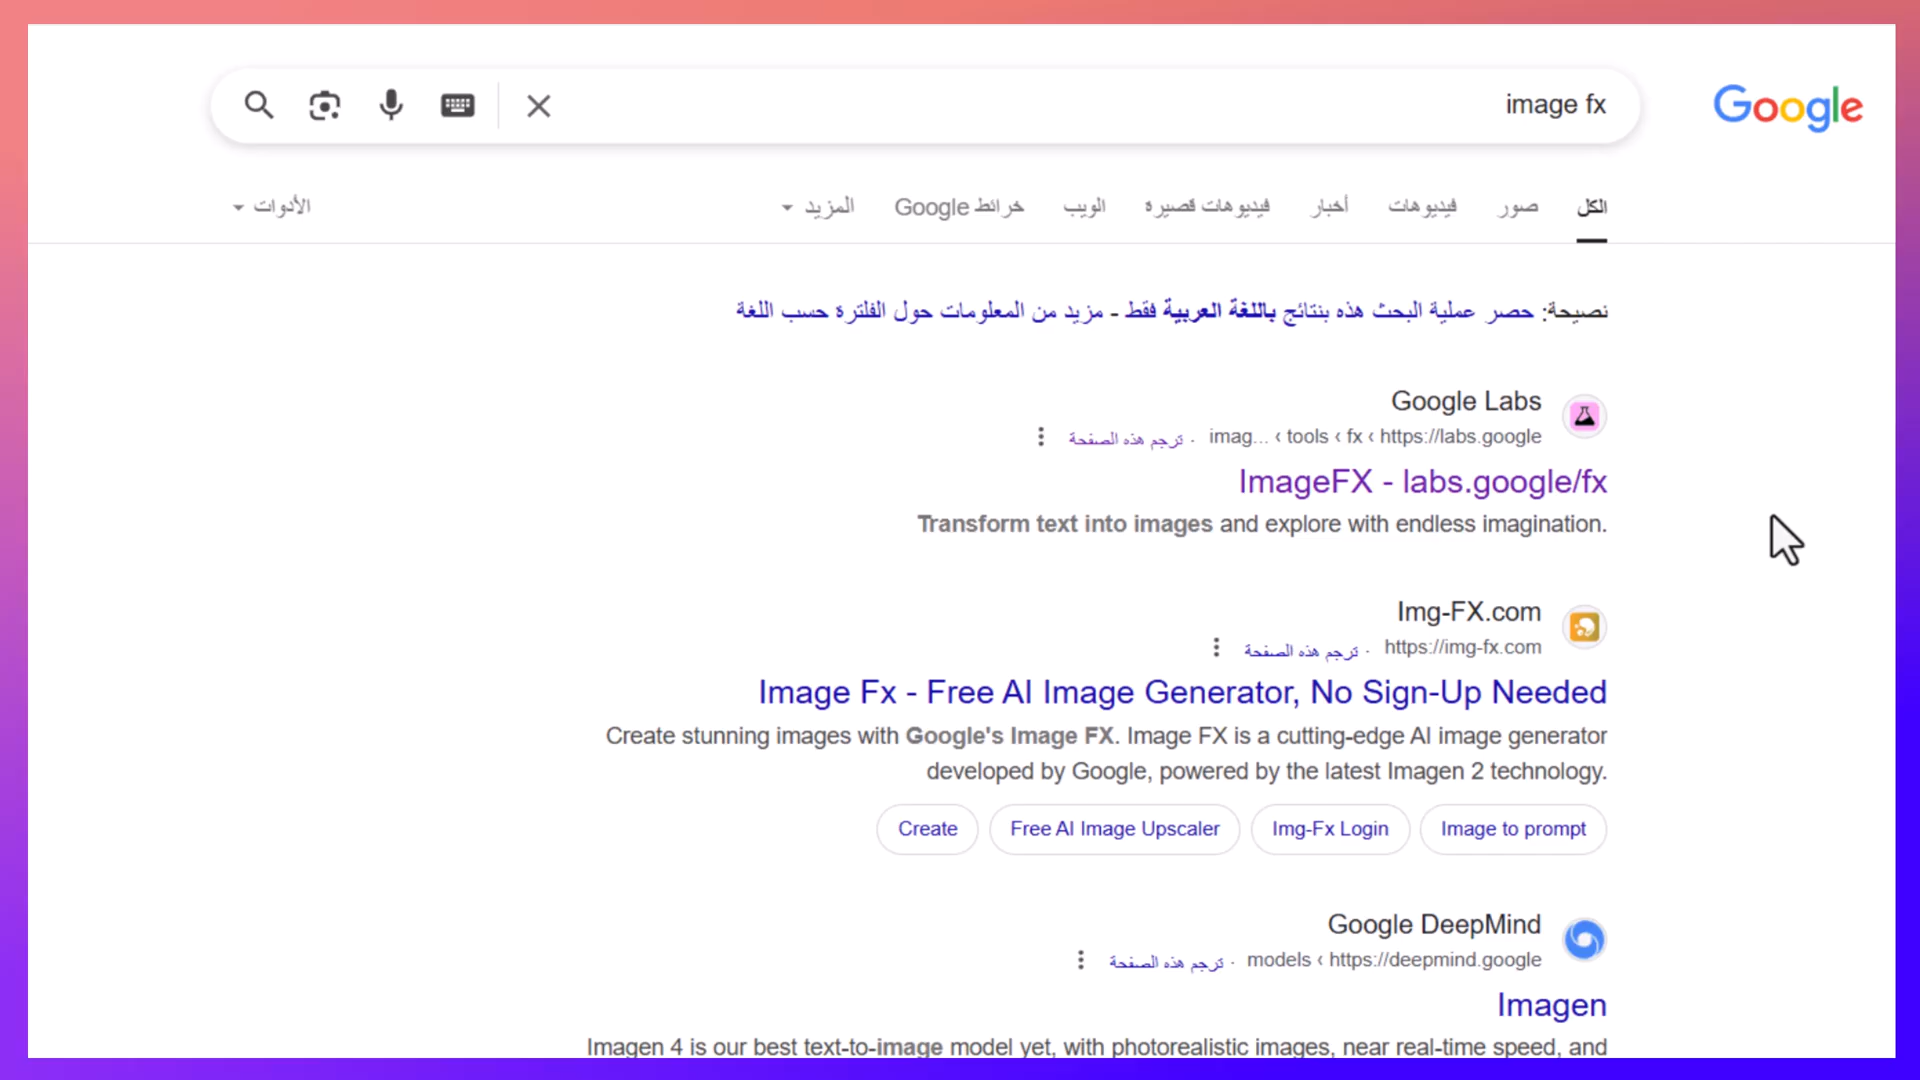 image fx
Google
الكل صور فيديوهات أخبار فيديوهات قصيرة الويب خرائط Google المزيد الأدوات
نصيحة: حصر عملية البحث هذه بنتائج باللغة العربية فقط - مزيد من المعلومات حول الفلترة حسب اللغة
Google Labs
https://labs.google › fx › tools › imag... · ترجم هذه الصفحة
ImageFX - labs.google/fx
Transform text into images and explore with endless imagination.
Img-FX.com
https://img-fx.com · ترجم هذه الصفحة
Image Fx - Free AI Image Generator, No Sign-Up Needed
Create stunning images with Google's Image FX. Image FX is a cutting-edge AI image generator
developed by Google, powered by the latest Imagen 2 technology.
Create Free AI Image Upscaler Img-Fx Login Image to prompt
Google DeepMind
https://deepmind.google › models · ترجم هذه الصفحة
Imagen
Imagen 4 is our best text-to-image model yet, with photorealistic images, near real-time speed, and